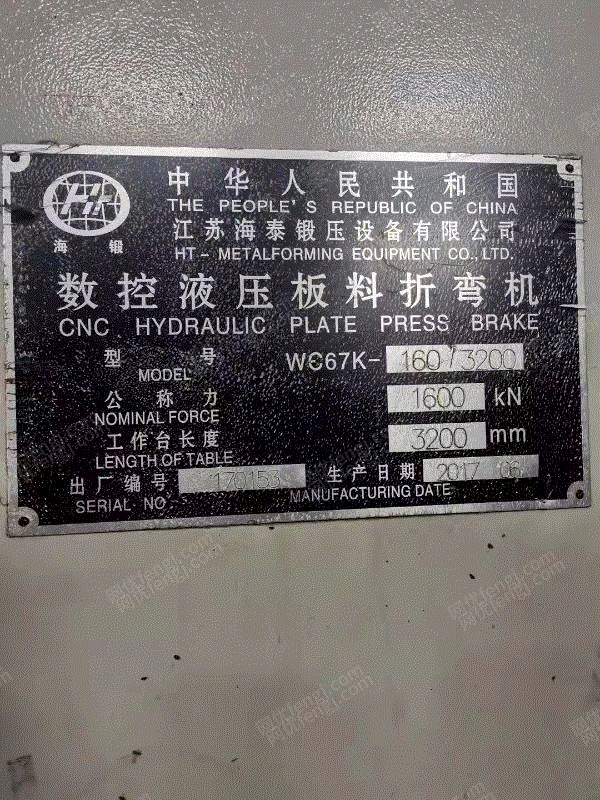 HT
海锻
中华人民共和国
THE PEOPLE'S REPUBLIC OF CHINA
江苏海泰锻压设备有限公司
HT-METALFORMING EQUIPMENT CO., LTD.
数控液压板料折弯机
CNC HYDRAULIC PLATE PRESS BRAKE
型号 WC67K-160/3200
MODEL
公称力 1600 kN
NOMINAL FORCE
工作台长度 3200 mm
LENGTH OF TABLE
出厂编号 170153 生产日期 2017 06
SERIAL NO MANUFACTURING DATE